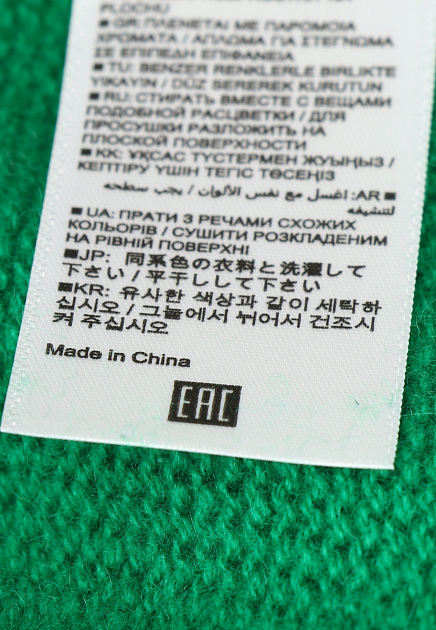 PLOCHU
■ GR: ΠΛΕΝΕΤΑΙ ΜΕ ΠΑΡΟΜΟΙΑ
ΧΡΩΜΑΤΑ / ΑΠΛΩΜΑ ΓΙΑ ΣΤΕΓΝΩΜΑ
ΣΕ ΕΠΙΠΕΔΗ ΕΠΙΦΑΝΕΙΑ
■ TU: BENZER RENKLERLE BIRLIKTE
YIKAYIN / DÜZ SEREREK KURUTUN
■ RU: СТИРАТЬ ВМЕСТЕ С ВЕЩАМИ
ПОДОБНОЙ РАСЦВЕТКИ / ДЛЯ
ПРОСУШКИ РАЗЛОЖИТЬ НА
ПЛОСКОЙ ПОВЕРХНОСТИ
■ KK: ҰҚСАС ТҮСТЕРМЕН ЖУЫҢЫЗ /
КЕПТІРУ ҮШІН ТЕГІС ТӨСЕҢІЗ
■ AR: اغسل مع نفس الألوان / يجب سطحه
لتنشيفه
■ UA: ПРАТИ З РЕЧАМИ СХОЖИХ
КОЛЬОРІВ / СУШИТИ РОЗКЛАДЕНИМ
НА РІВНІЙ ПОВЕРХНІ
■JP: 同系色の衣料と洗濯して
下さい / 平干しして下さい
■KR: 유사한 색상과 같이 세탁하
십시오 / 그늘에서 뉘어서 건조시
켜 주십시오
Made in China
EAC